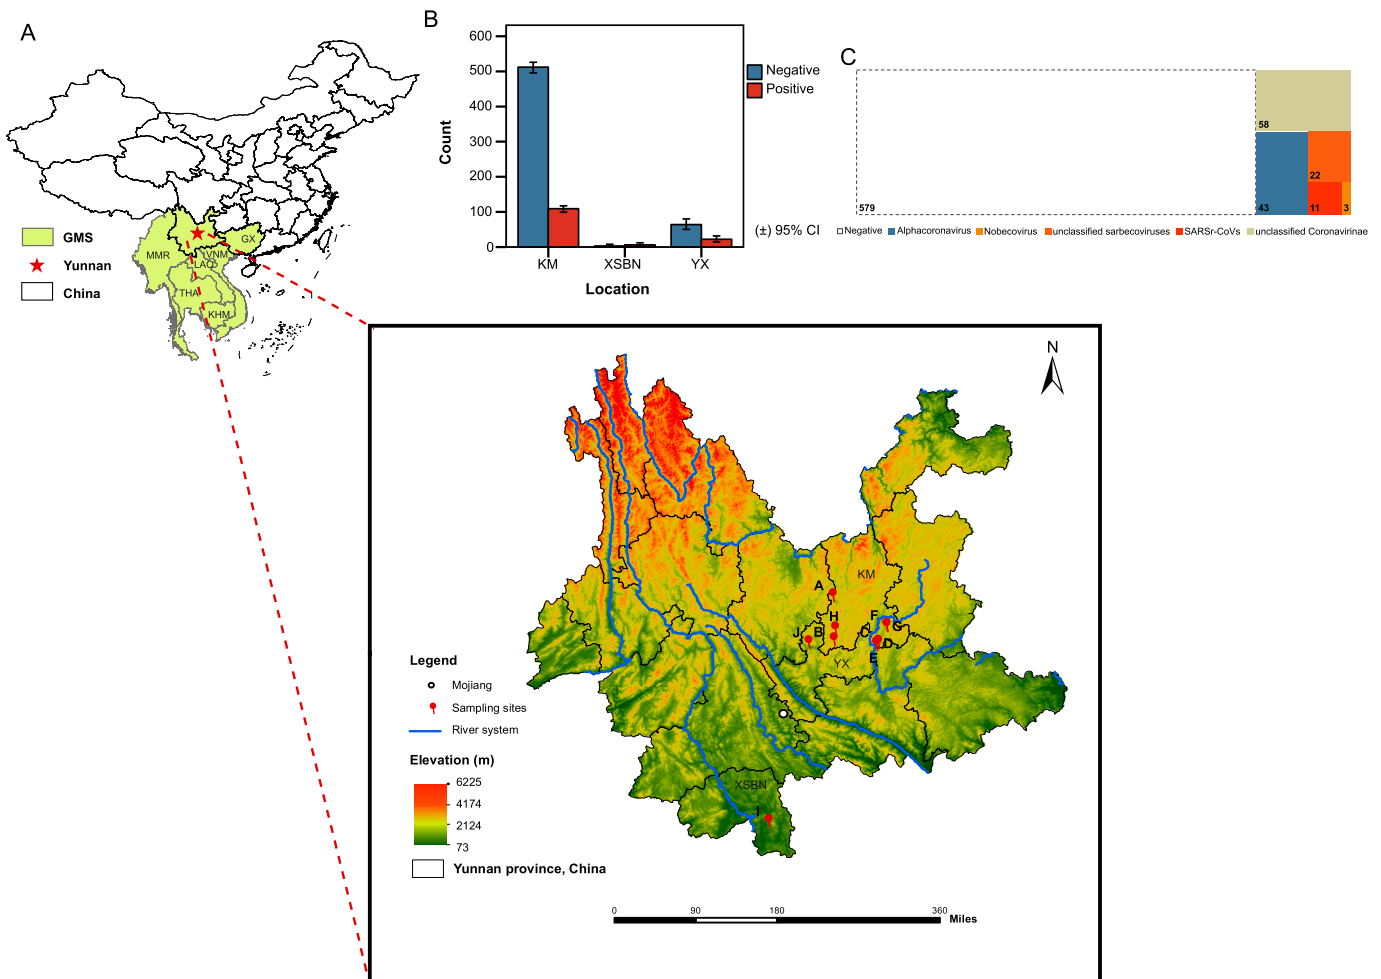 A
GX
MMR
VNM
LAO
THA
KHM
GMS
Yunnan
China
B
600
500
400
300
200
100
0
Count
KM
XSBN
YX
Location
Negative
Positive
(±) 95% CI
C
58
22
579
43
11
3
Negative
Alphacoronavirus
Nobecovirus
unclassified sarbecoviruses
SARSr-CoVs
unclassified Coronavirinae
N
KM
A
H
F
J
B
C
G
D
YX
E
XSBN
I
Legend
Mojiang
Sampling sites
River system
Elevation (m)
6225
4174
2124
73
Yunnan province, China
0
90
180
360
Miles